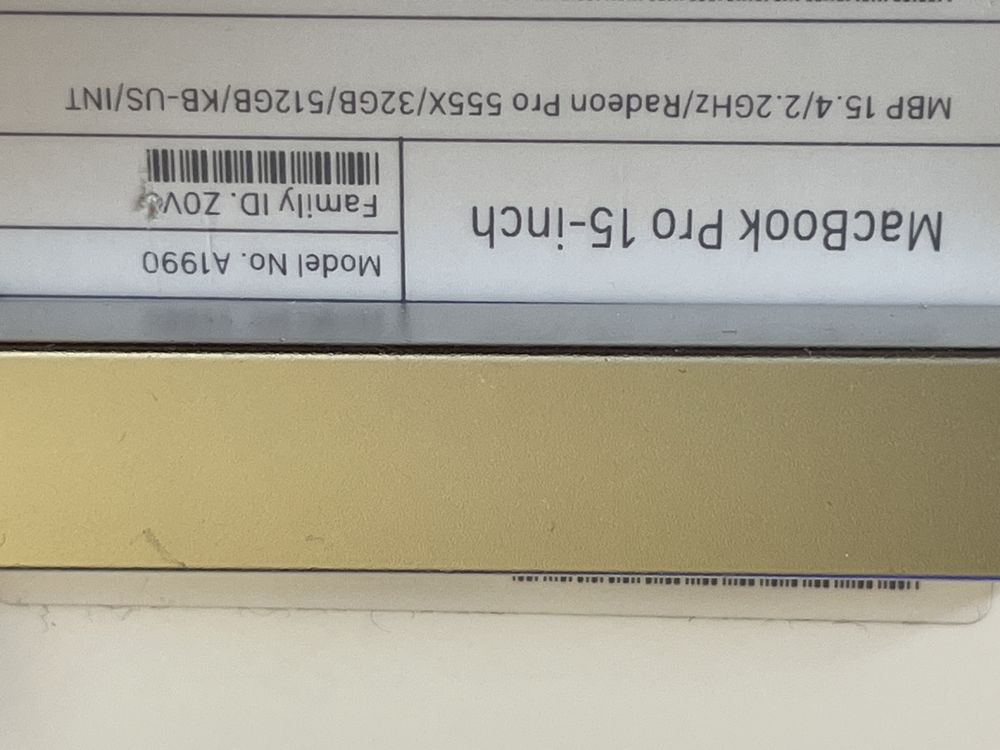 MacBook Pro 15-inch
Model No. A1990
Family ID.
MBP 15.4/2.2GHz/Radeon Pro 555X/32GB/512GB/KB-US/INT